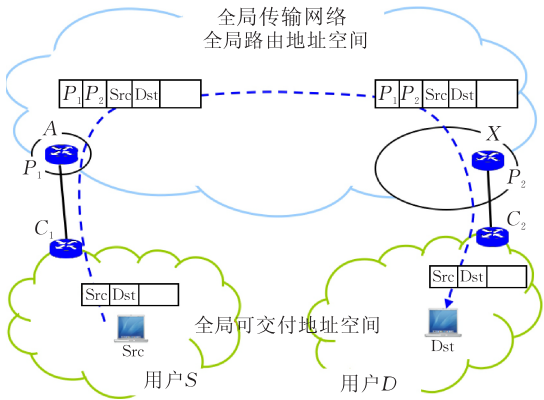 全局传输网络
全局路由地址空间
P1 P2 Src Dst
P1 P2 Src Dst
A
X
P1
P2
C1
C2
Src Dst
Src Dst
全局可交付地址空间
Src
Dst
用户S
用户D